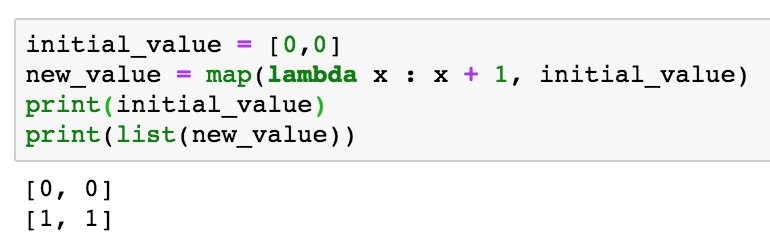 initial_value = [0,0]
new_value = map(lambda x : x + 1, initial_value)
print(initial_value)
print(list(new_value))
[0, 0]
[1, 1]